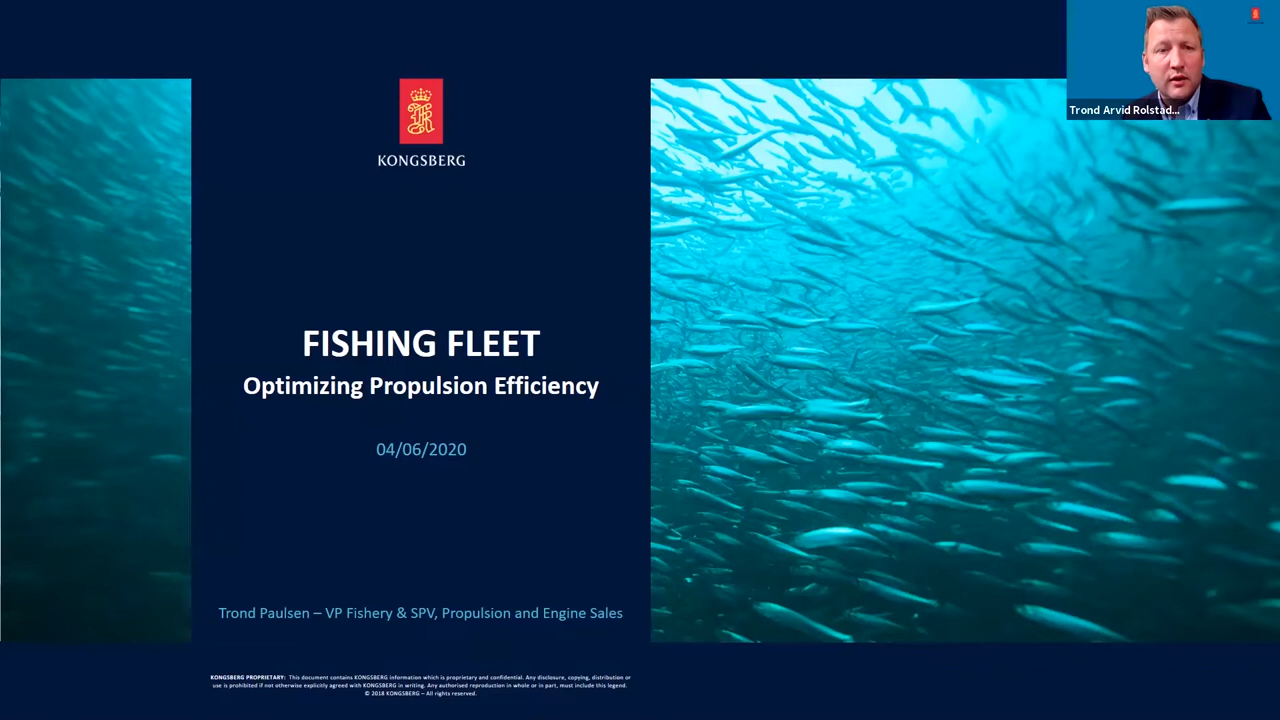 Trond Arvid Rolstad...
KONGSBERG
FISHING FLEET
Optimizing Propulsion Efficiency
04/06/2020
Trond Paulsen – VP Fishery & SPV, Propulsion and Engine Sales
KONGSBERG PROPRIETARY: This document contains KONGSBERG information which is proprietary and confidential. Any disclosure, copying, distribution or
use is prohibited if not otherwise explicitly agreed with KONGSBERG in writing. Any authorised reproduction in whole or in part, must include this legend.
© 2018 KONGSBERG – All rights reserved.